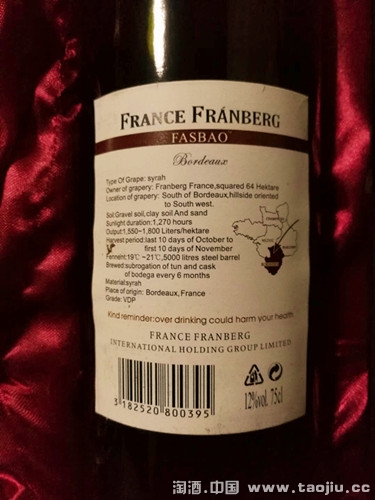 FRANCE FRÁNBERG
FASBAO
Bordeaux
Type Of Grape: syrah
Owner of grapery: Franberg France,squared 64 Hektare
Location of grapery: South of Bordeaux,hillside oriented
to South west.
Soil:Gravel soil,clay soil And sand
Sunlight duration:1,270 hours
Output:1,550~1,800 Liters/hektare
Harvest period:last 10 days of October to
first 10 days of November
Fenneht:19℃ ~21℃,5000 litres steel barrel
Brewed:subrogation of tun and cask
of bodega every 6 months
Material:syrah
Place of origin: Bordeaux,France
Grade: VDP
Kind reminder:over drinking could harm your hearth
FRANCE FRANBERG
INTERNATIONAL HOLDING GROUP LIMITED
3 182520 800395
12%vol. 75cl
淘酒.中国 www.taojiu.cc